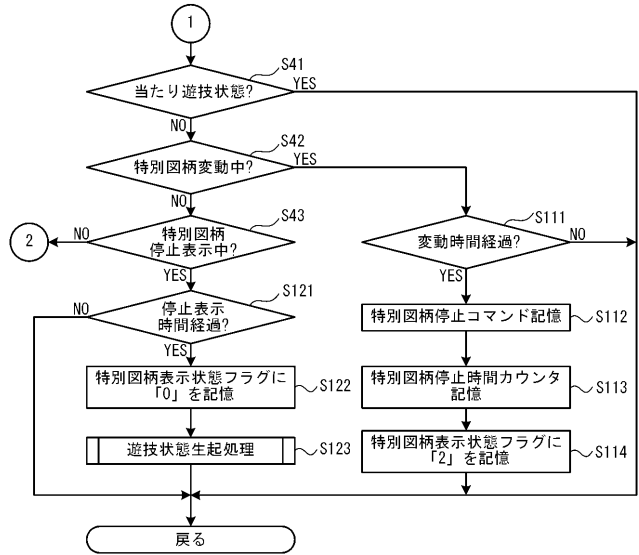 1
S41
当たり遊技状態?
YES
NO
S42
特別図柄変動中?
YES
NO
S43
特別図柄
停止表示中?
NO
2
YES
S111
変動時間経過?
NO
YES
S121
停止表示
時間経過?
NO
YES
特別図柄停止コマンド記憶
S112
特別図柄表示状態フラグに
「0」を記憶
S122
特別図柄停止時間カウンタ
記憶
S113
遊技状態生起処理
S123
特別図柄表示状態フラグに
「2」を記憶
S114
戻る